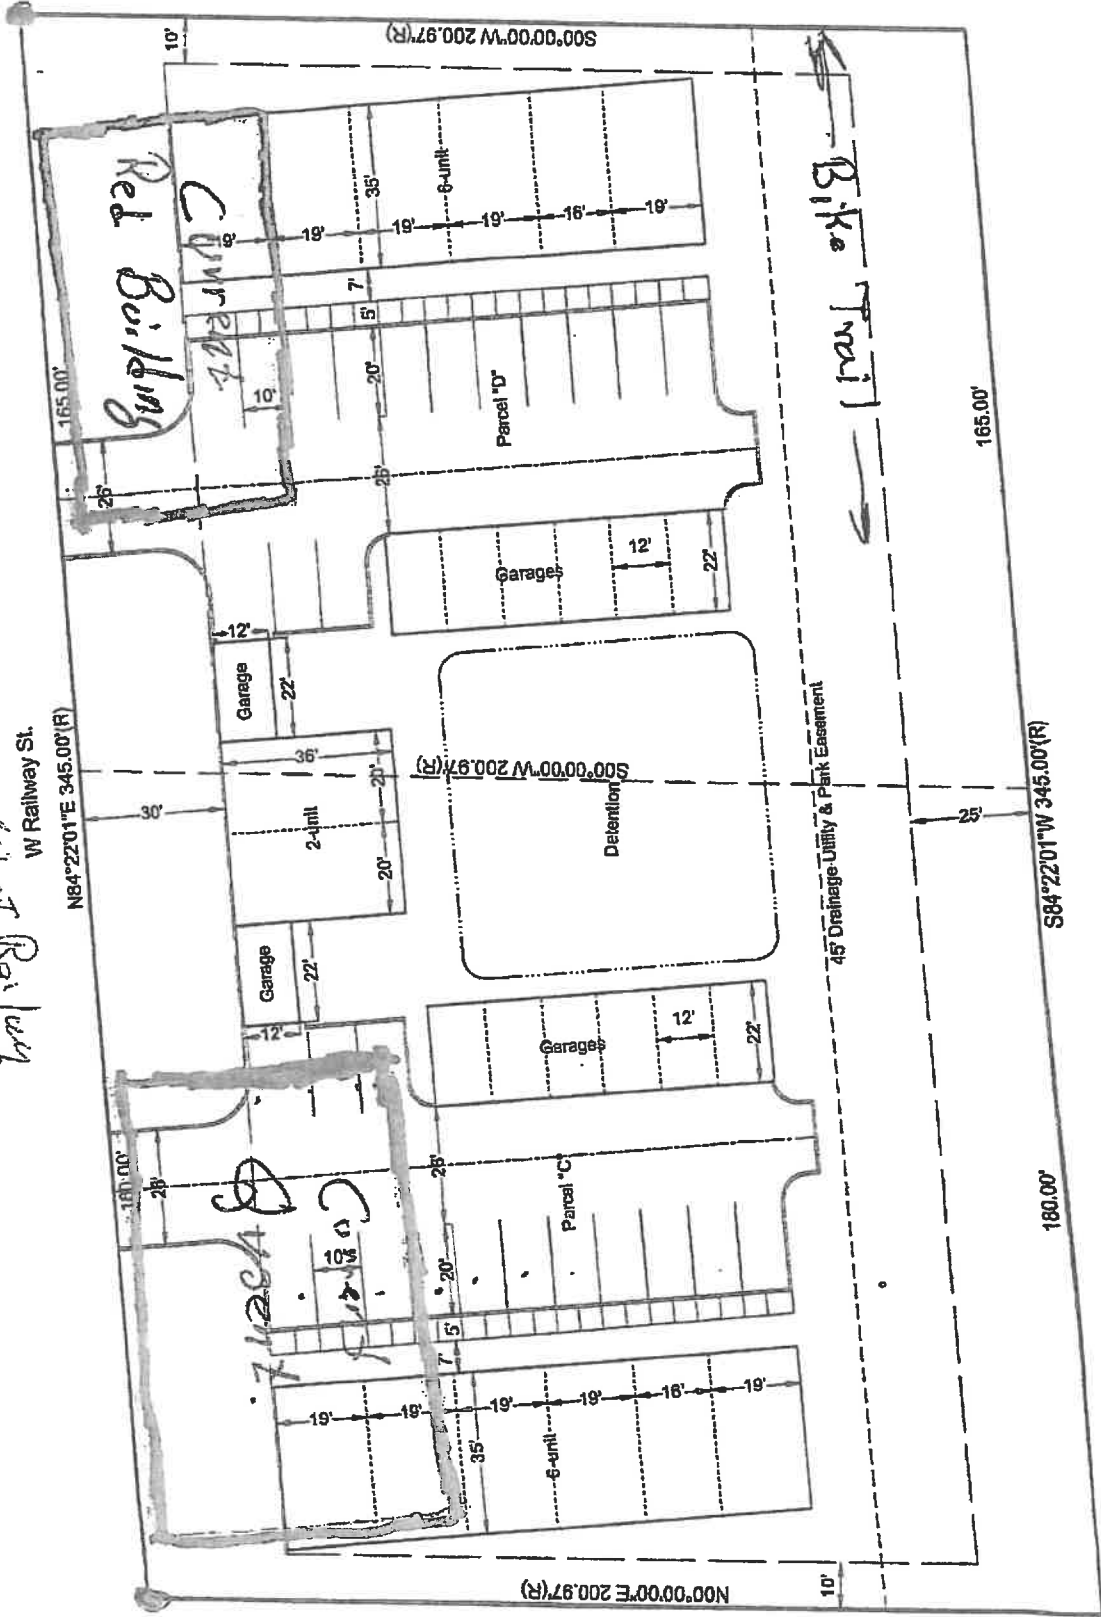 W Railway St.
N84°22'01"E 345.00'(R)
165.00'
180.00'
S00°00'00"W 200.97'(R)
10'
26'
30'
26'
Red Building
Current
6-unit
35'
19'
19'
19'
19'
16'
19'
7'
5'
20'
10'
26'
Parcel "D"
Garages
12'
22'
Garage
12'
22'
2-unit
36'
20'
20'
S00°00'00"W 200.97'(R)
Detention
Garage
12'
22'
Garages
12'
22'
Parcel "C"
26'
20'
10'
5'
7'
6-unit
35'
19'
19'
19'
19'
16'
19'
45' Drainage Utility & Park Easement
Bike Trail
25'
165.00'
180.00'
S84°22'01"W 345.00'(R)
N00°00'00"E 200.97'(R)
10'